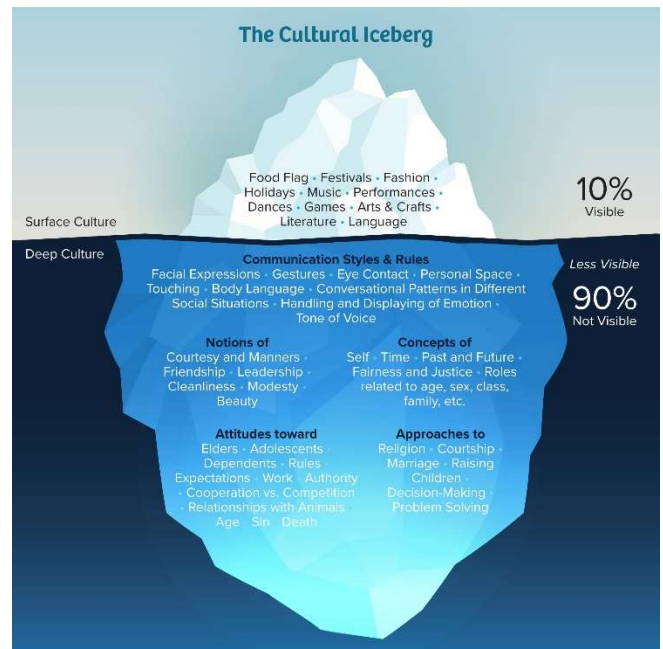 The Cultural Iceberg
Food Flag • Festivals • Fashion •
Holidays • Music • Performances •
Dances • Games • Arts & Crafts •
Literature • Language
10%
Visible
Surface Culture
Deep Culture
Less Visible
90%
Not Visible
Communication Styles & Rules
Facial Expressions • Gestures • Eye Contact • Personal Space •
Touching • Body Language • Conversational Patterns in Different
Social Situations • Handling and Displaying of Emotion •
Tone of Voice
Notions of
Courtesy and Manners •
Friendship • Leadership •
Cleanliness • Modesty •
Beauty
Concepts of
Self • Time • Past and Future •
Fairness and Justice • Roles
related to age, sex, class,
family, etc.
Attitudes toward
Elders • Adolescents •
Dependents • Rules •
Expectations • Work • Authority
• Cooperation vs. Competition
• Relationships with Animals •
Age • Sin • Death
Approaches to
Religion • Courtship •
Marriage • Raising
Children •
Decision-Making •
Problem Solving